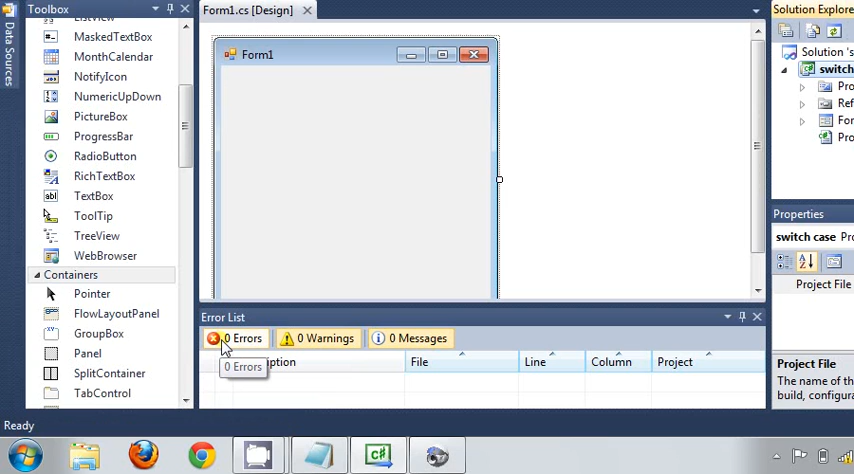 Toolbox
Form1.cs [Design]
Solution Explore
Data Sources
ListView
MaskedTextBox
MonthCalendar
NotifyIcon
NumericUpDown
PictureBox
ProgressBar
RadioButton
RichTextBox
TextBox
ToolTip
TreeView
WebBrowser
Containers
Pointer
FlowLayoutPanel
GroupBox
Panel
SplitContainer
TabControl
Form1
Solution 's
switch
Pro
Ref
For
Pro
Properties
switch case Pro
Project File
Project File
The name of th
build, configura
Error List
0 Errors
0 Warnings
0 Messages
0 Errors
ption
File
Line
Column
Project
Ready